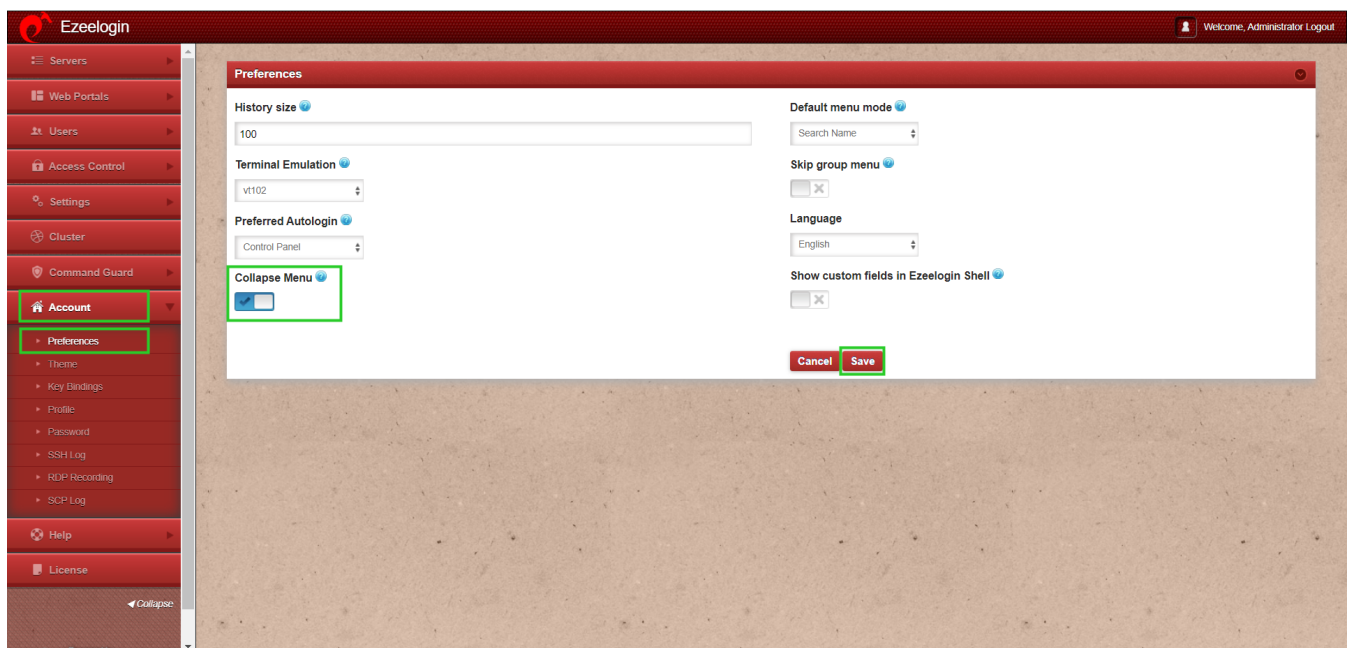 Ezeelogin
Welcome, Administrator Logout
Servers
Web Portals
Users
Access Control
Settings
Cluster
Command Guard
Account
Preferences
Theme
Key Bindings
Profile
Password
SSH Log
RDP Recording
SCP Log
Help
License
Collapse
Preferences
History size
100
Terminal Emulation
vt102
Preferred Autologin
Control Panel
Collapse Menu
Default menu mode
Search Name
Skip group menu
Language
English
Show custom fields in Ezeelogin Shell
Cancel Save